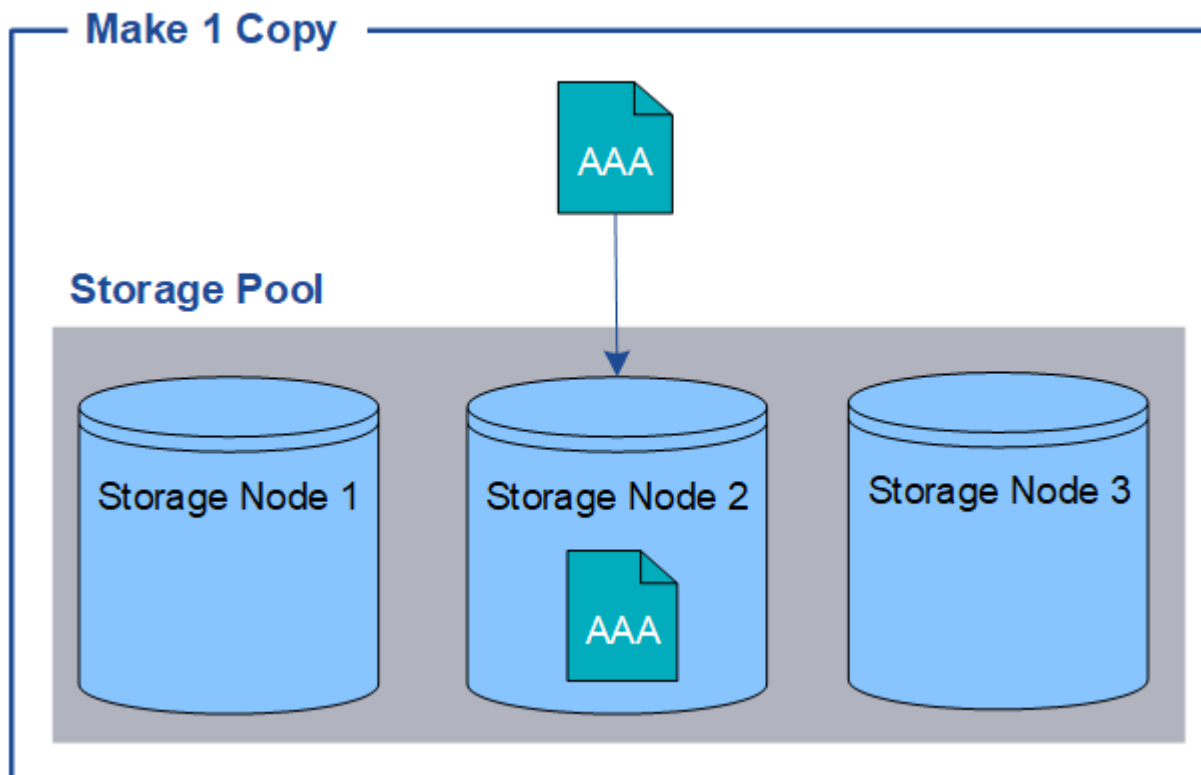 Make 1 Copy
AAA
Storage Pool
Storage Node 1
Storage Node 2
Storage Node 3
AAA